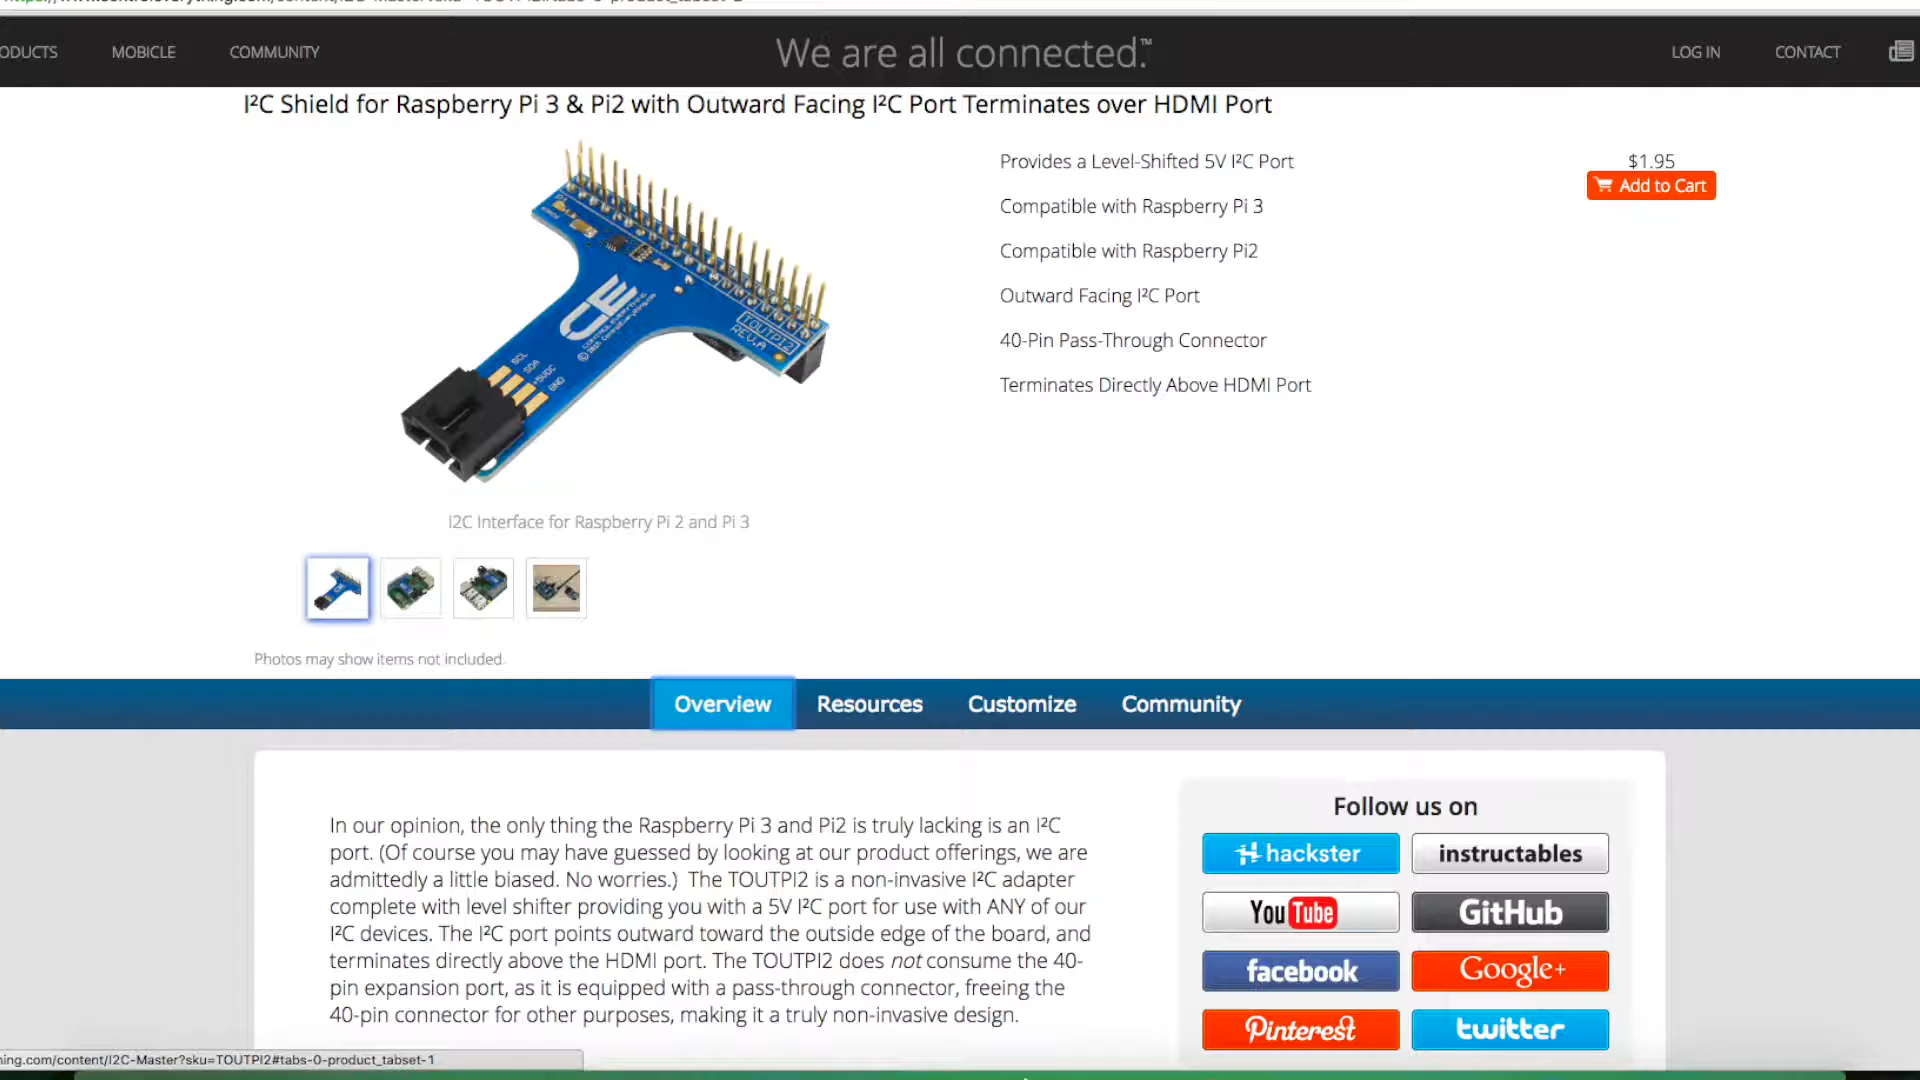 ODUCTS
MOBICLE
COMMUNITY
We are all connected.™
LOG IN
CONTACT
I²C Shield for Raspberry Pi 3 & Pi2 with Outward Facing I²C Port Terminates over HDMI Port
Provides a Level-Shifted 5V I²C Port
Compatible with Raspberry Pi 3
Compatible with Raspberry Pi2
Outward Facing I²C Port
40-Pin Pass-Through Connector
Terminates Directly Above HDMI Port
$1.95
Add to Cart
CE
TOUTPI2
REV.A
SCL
SDA
+5VDC
GND
I2C Interface for Raspberry Pi 2 and Pi 3
Photos may show items not included.
Overview
Resources
Customize
Community
In our opinion, the only thing the Raspberry Pi 3 and Pi2 is truly lacking is an I²C
port. (Of course you may have guessed by looking at our product offerings, we are
admittedly a little biased. No worries.) The TOUTPI2 is a non-invasive I²C adapter
complete with level shifter providing you with a 5V I²C port for use with ANY of our
I²C devices. The I²C port points outward toward the outside edge of the board, and
terminates directly above the HDMI port. The TOUTPI2 does not consume the 40-
pin expansion port, as it is equipped with a pass-through connector, freeing the
40-pin connector for other purposes, making it a truly non-invasive design.
Follow us on
hackster
instructables
YouTube
GitHub
facebook
Google+
Pinterest
twitter
ning.com/content/I2C-Master?sku=TOUTPI2#tabs-0-product_tabset-1